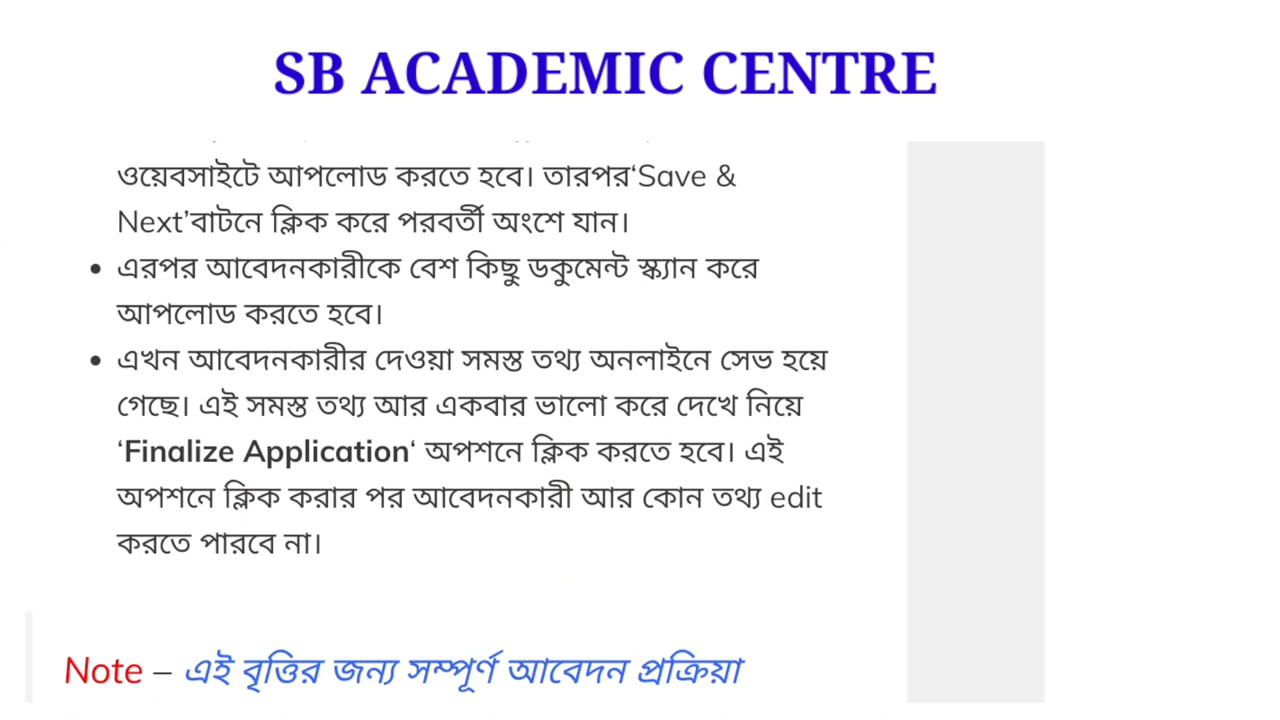 SB ACADEMIC CENTRE
ওয়েবসাইটে আপলোড করতে হবে। তারপর‘Save &
Next’বাটনে ক্লিক করে পরবর্তী অংশে যান।
• এরপর আবেদনকারীকে বেশ কিছু ডকুমেন্ট স্ক্যান করে
আপলোড করতে হবে।
• এখন আবেদনকারীর দেওয়া সমস্ত তথ্য অনলাইনে সেভ হয়ে
গেছে। এই সমস্ত তথ্য আর একবার ভালো করে দেখে নিয়ে
‘Finalize Application‘ অপশনে ক্লিক করতে হবে। এই
অপশনে ক্লিক করার পর আবেদনকারী আর কোন তথ্য edit
করতে পারবে না।
Note – এই বৃত্তির জন্য সম্পূর্ণ আবেদন প্রক্রিয়া